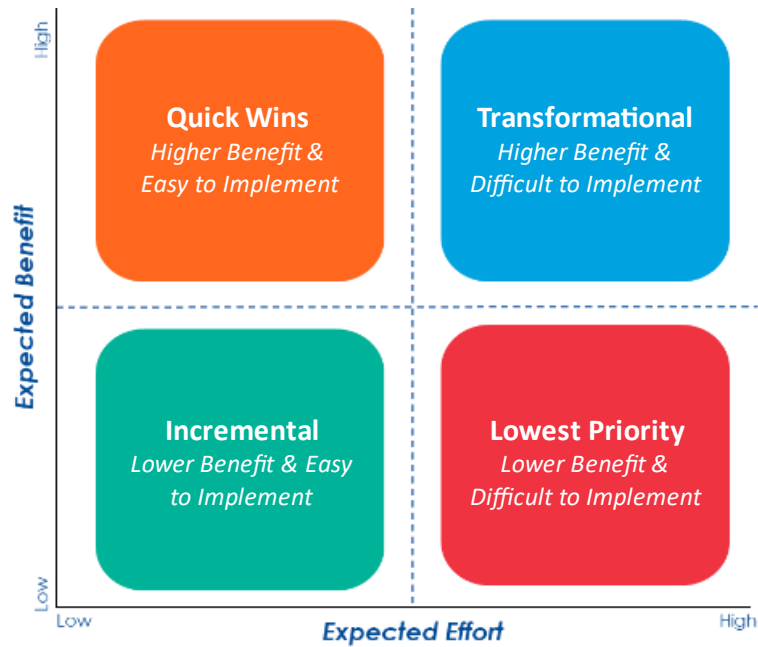 High
Quick Wins
Higher Benefit &
Easy to Implement
Transformational
Higher Benefit &
Difficult to Implement
Expected Benefit
Incremental
Lower Benefit & Easy
to Implement
Lowest Priority
Lower Benefit &
Difficult to Implement
Low
Low
Expected Effort
High